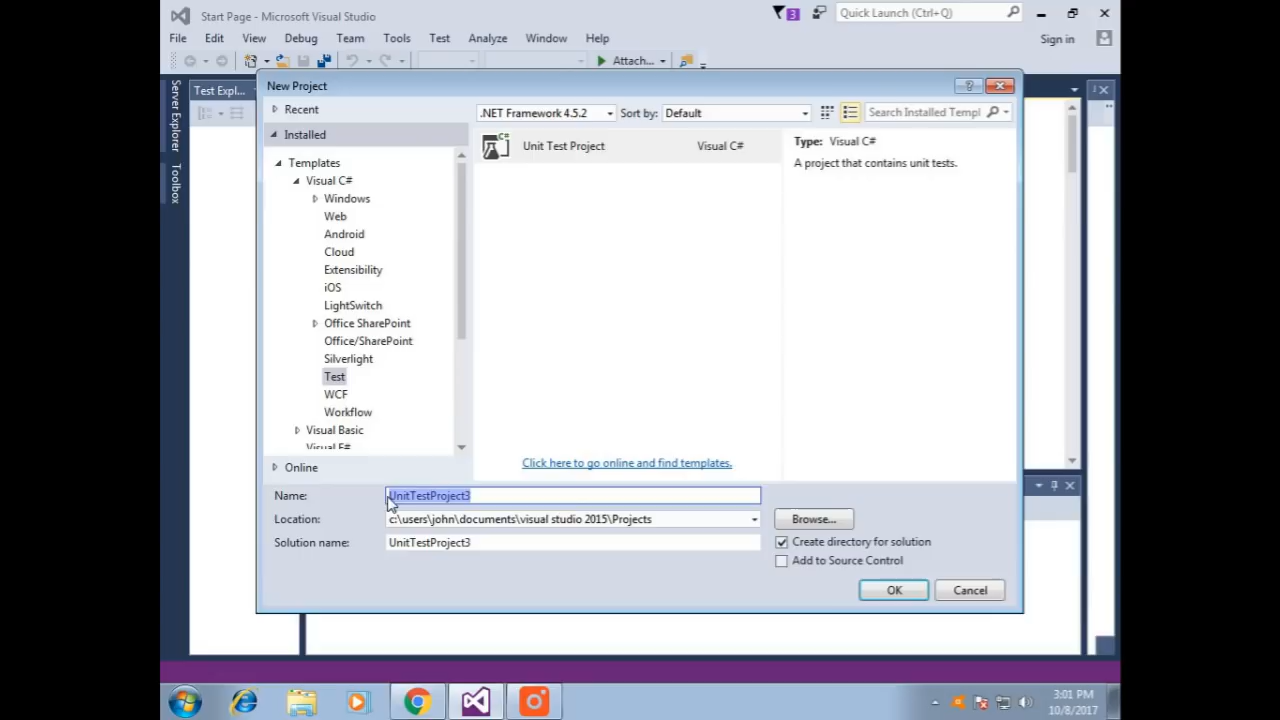 Start Page - Microsoft Visual Studio
3
Quick Launch (Ctrl+Q)
File Edit View Debug Team Tools Test Analyze Window Help
Sign in
Attach...
Server Explorer
Toolbox
Test Expl...
New Project
Recent
Installed
.NET Framework 4.5.2
Sort by: Default
Search Installed Templ
Templates
Visual C#
Windows
Web
Android
Cloud
Extensibility
iOS
LightSwitch
Office SharePoint
Office/SharePoint
Silverlight
Test
WCF
Workflow
Visual Basic
Visual F#
Online
C#
Unit Test Project Visual C#
Type: Visual C#
A project that contains unit tests.
Click here to go online and find templates.
Name: UnitTestProject3
Location: c:\users\john\documents\visual studio 2015\Projects
Browse...
Solution name: UnitTestProject3
Create directory for solution
Add to Source Control
OK Cancel
3:01 PM
10/8/2017